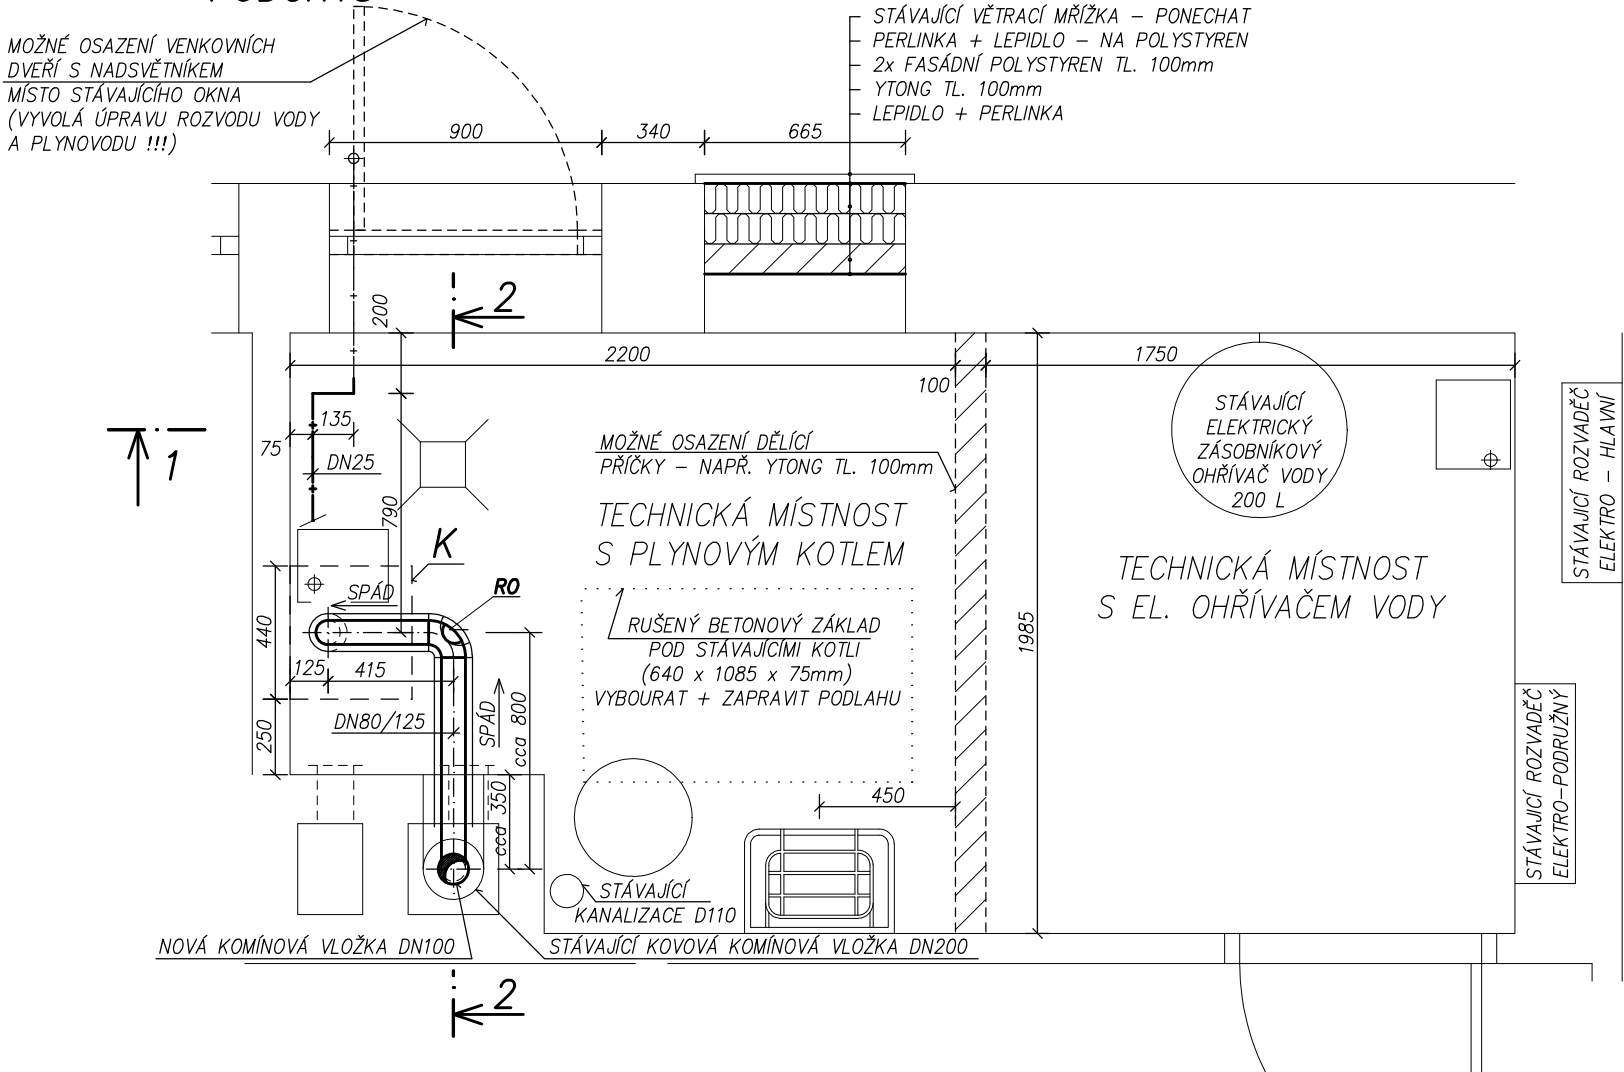 MOŽNÉ OSAZENÍ VENKOVNÍCH
DVEŘÍ S NADSVĚTNÍKEM
MÍSTO STÁVAJÍCÍHO OKNA
(VYVOLÁ ÚPRAVU ROZVODU VODY
A PLYNOVODU !!!)
STÁVAJÍCÍ VĚTRACÍ MŘÍŽKA – PONECHAT
PERLINKA + LEPIDLO – NA POLYSTYREN
2x FASÁDNÍ POLYSTYREN TL. 100mm
YTONG TL. 100mm
LEPIDLO + PERLINKA
900
340
665
200
2
2200
100
1750
1
75
135
DN25
790
MOŽNÉ OSAZENÍ DĚLÍCÍ
PŘÍČKY – NAPŘ. YTONG TL. 100mm
TECHNICKÁ MÍSTNOST
S PLYNOVÝM KOTLEM
STÁVAJÍCÍ
ELEKTRICKÝ
ZÁSOBNÍKOVÝ
OHŘÍVAČ VODY
200 L
TECHNICKÁ MÍSTNOST
S EL. OHŘÍVAČEM VODY
STÁVAJÍCÍ ROZVADĚČ
ELEKTRO – HLAVNÍ
K
RO
SPÁD
440
125
415
250
DN80/125
SPÁD
cca 800
cca 350
RUŠENÝ BETONOVÝ ZÁKLAD
POD STÁVAJÍCÍMI KOTLI
(640 x 1085 x 75mm)
VYBOURAT + ZAPRAVIT PODLAHU
1985
450
STÁVAJÍCÍ ROZVADĚČ
ELEKTRO–PODRUŽNÝ
STÁVAJÍCÍ
KANALIZACE D110
NOVÁ KOMÍNOVÁ VLOŽKA DN100
STÁVAJÍCÍ KOVOVÁ KOMÍNOVÁ VLOŽKA DN200
2